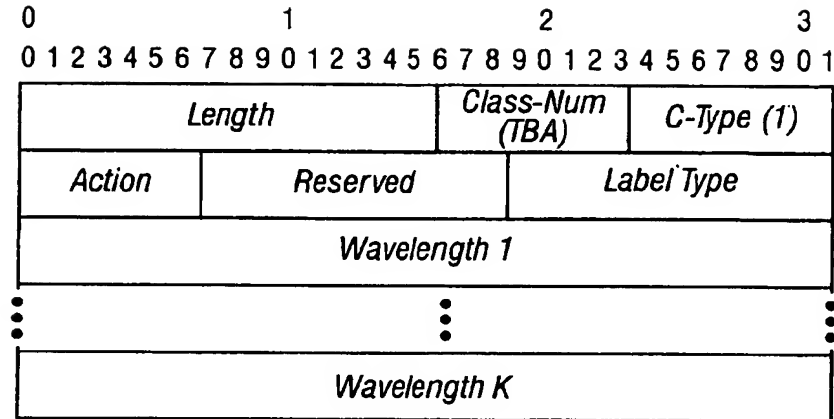 0 1 2 3
0 1 2 3 4 5 6 7 8 9 0 1 2 3 4 5 6 7 8 9 0 1 2 3 4 5 6 7 8 9 0 1
Length Class-Num (TBA) C-Type (1)
Action Reserved Label Type
Wavelength 1
Wavelength K